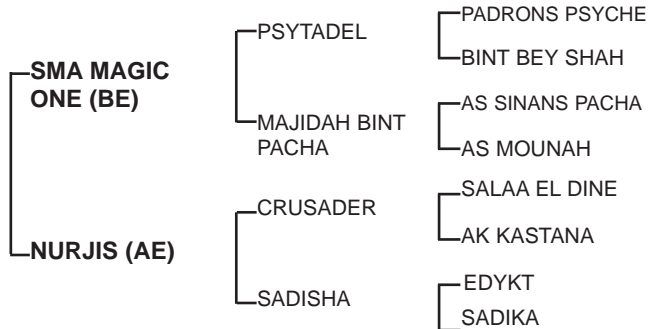 PADRONS PSYCHE
PSYTADEL
BINT BEY SHAH
SMA MAGIC
ONE (BE)
AS SINANS PACHA
MAJIDAH BINT
PACHA
AS MOUNAH
SALAA EL DINE
CRUSADER
AK KASTANA
NURJIS (AE)
EDYKT
SADISHA
SADIKA